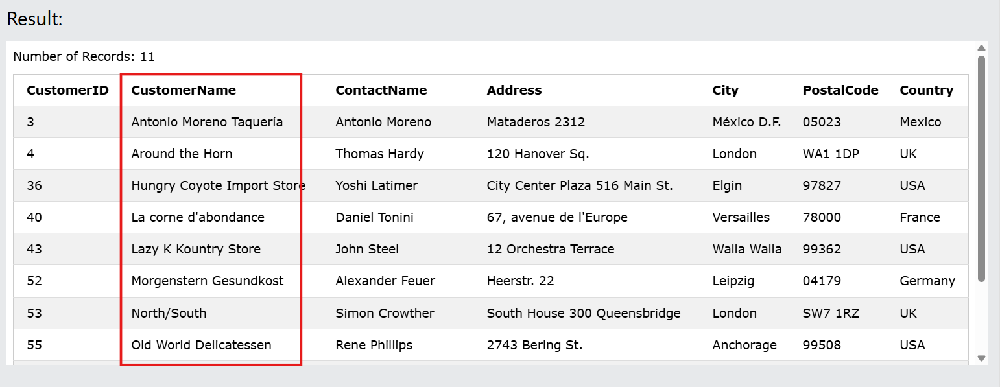 Result:
Number of Records: 11
CustomerID CustomerName ContactName Address City PostalCode Country
3 Antonio Moreno Taquería Antonio Moreno Mataderos 2312 México D.F. 05023 Mexico
4 Around the Horn Thomas Hardy 120 Hanover Sq. London WA1 1DP UK
36 Hungry Coyote Import Store Yoshi Latimer City Center Plaza 516 Main St. Elgin 97827 USA
40 La corne d'abondance Daniel Tonini 67, avenue de l'Europe Versailles 78000 France
43 Lazy K Kountry Store John Steel 12 Orchestra Terrace Walla Walla 99362 USA
52 Morgenstern Gesundkost Alexander Feuer Heerstr. 22 Leipzig 04179 Germany
53 North/South Simon Crowther South House 300 Queensbridge London SW7 1RZ UK
55 Old World Delicatessen Rene Phillips 2743 Bering St. Anchorage 99508 USA